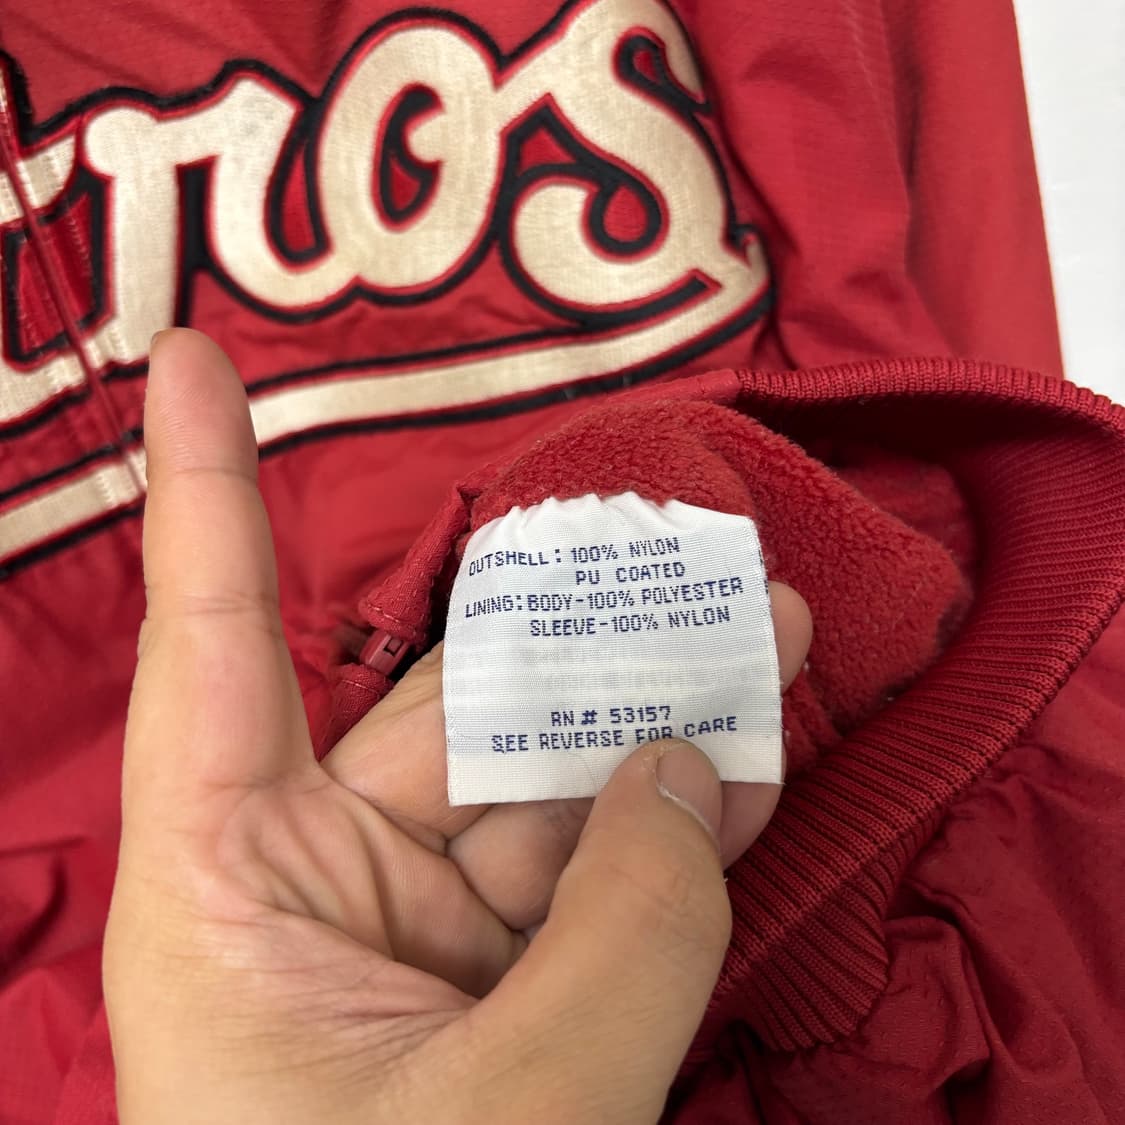 tros
OUTSHELL: 100% NYLON
PU COATED
LINING: BODY-100% POLYESTER
SLEEVE-100% NYLON
RN # 53157
SEE REVERSE FOR CARE